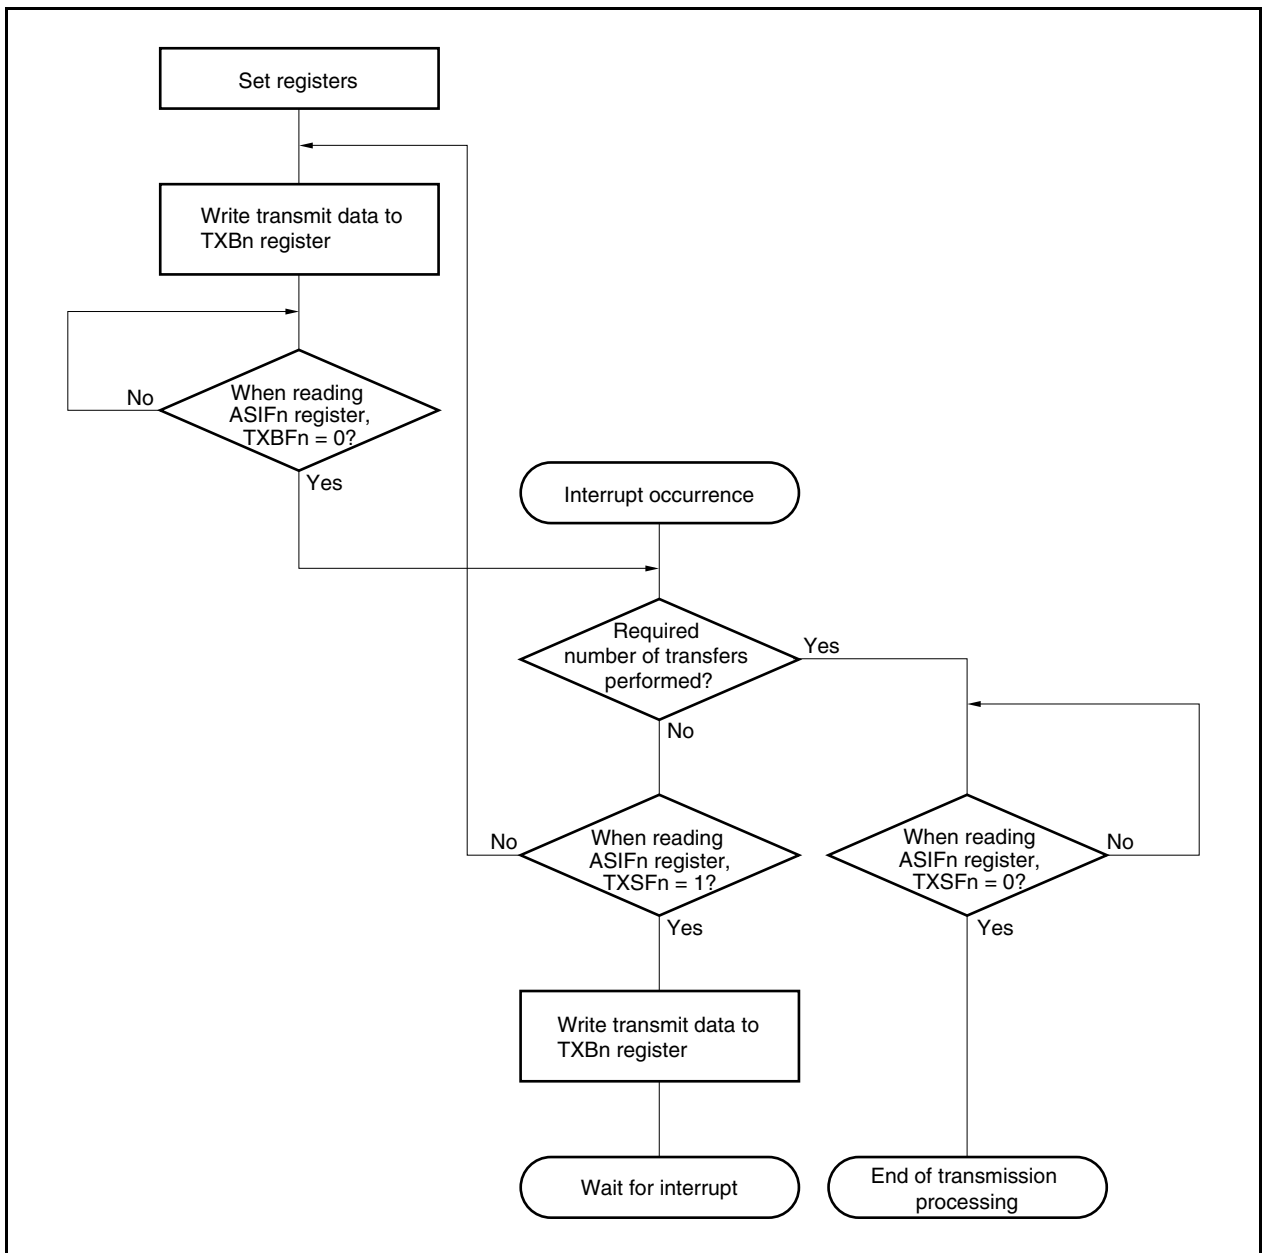 Set registers
Write transmit data to
TXBn register
No
When reading
ASIFn register,
TXBFn = 0?
Yes
Interrupt occurrence
Required
number of transfers
performed?
Yes
No
No
When reading
ASIFn register,
TXSFn = 1?
Yes
When reading
ASIFn register,
TXSFn = 0?
No
Yes
Write transmit data to
TXBn register
Wait for interrupt
End of transmission
processing